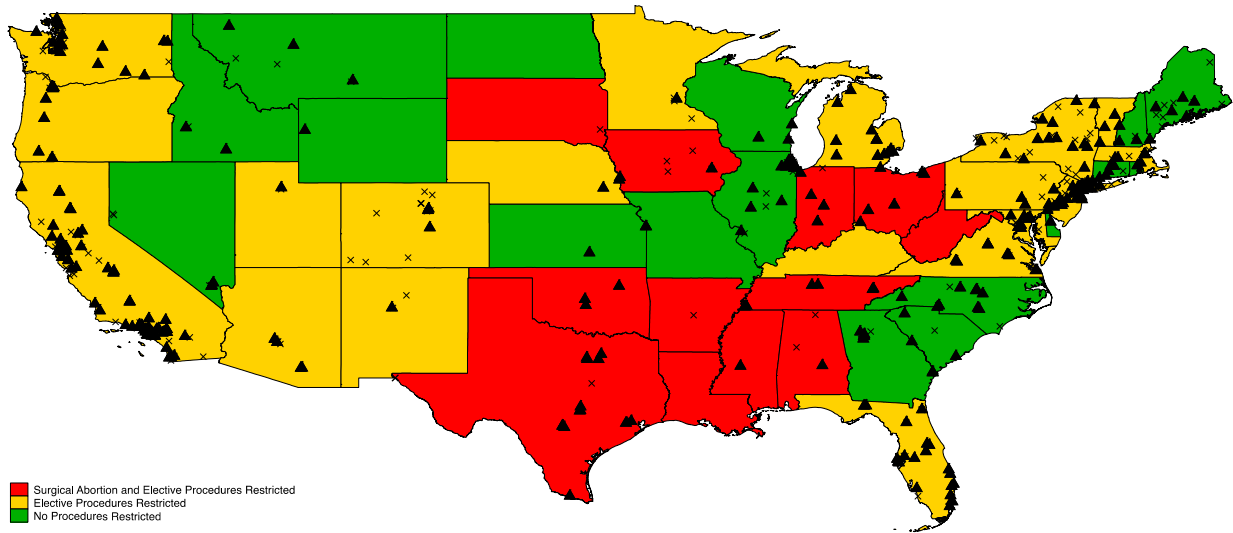 Surgical Abortion and Elective Procedures Restricted
Elective Procedures Restricted
No Procedures Restricted